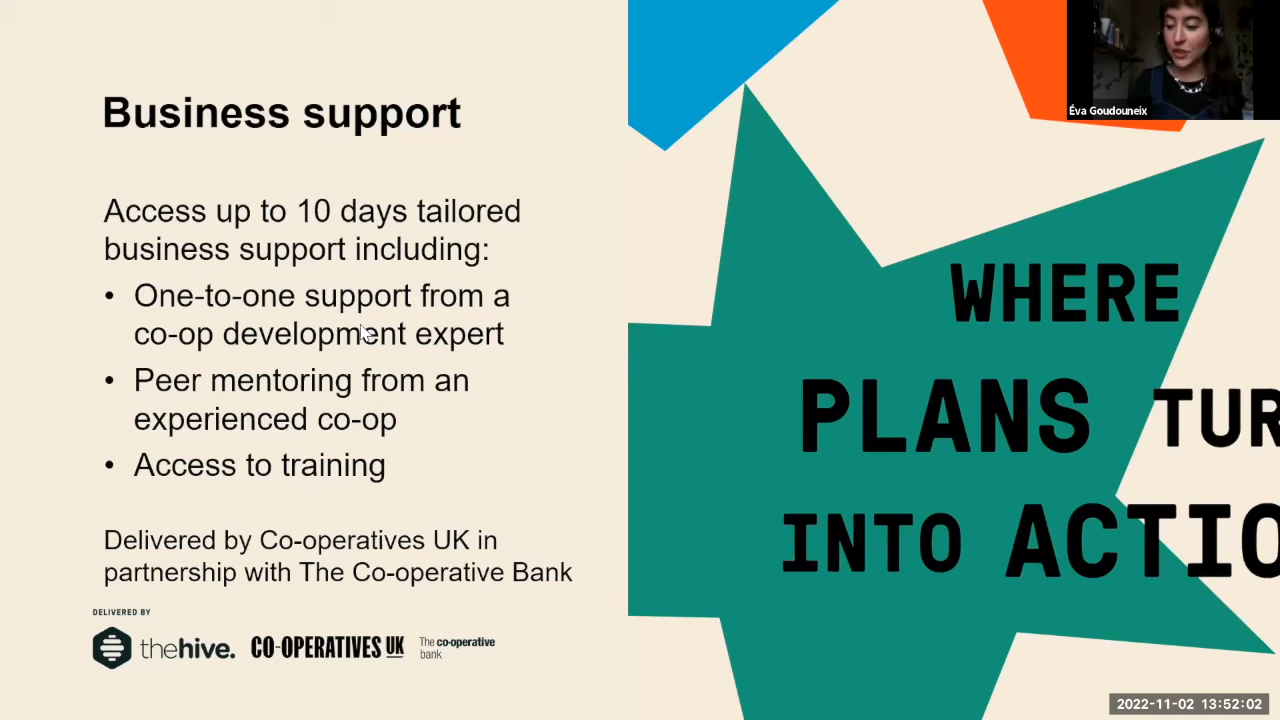 Business support
Access up to 10 days tailored
business support including:
• One-to-one support from a
co-op development expert
• Peer mentoring from an
experienced co-op
• Access to training
Delivered by Co-operatives UK in
partnership with The Co-operative Bank
DELIVERED BY
thehive.
CO-OPERATIVES UK
The co-operative
bank
WHERE
PLANS TUR
INTO ACTIO
Éva Goudouneix
2022-11-02 13:52:02